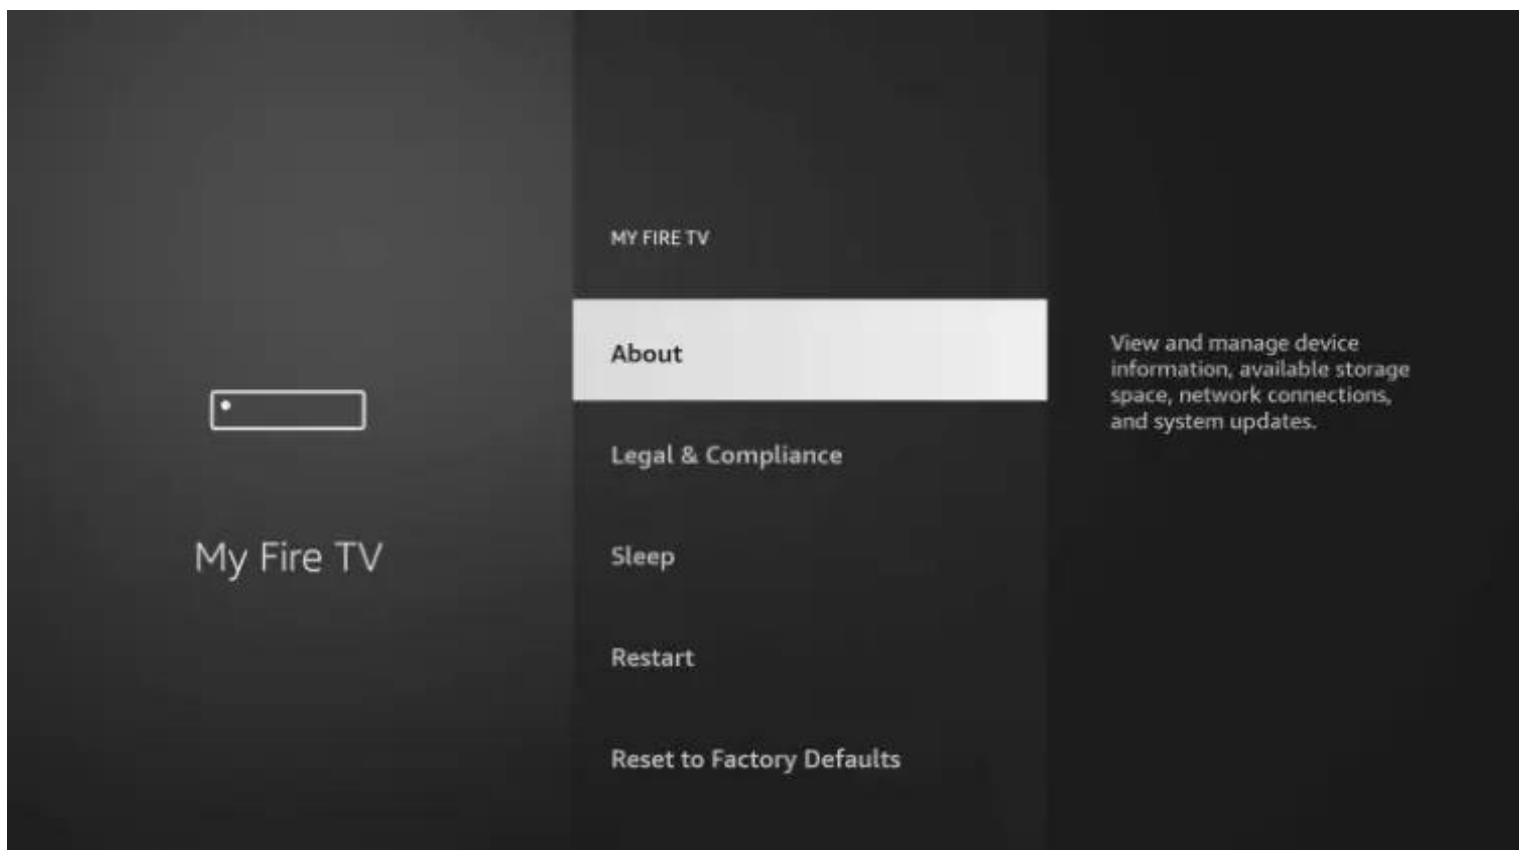 My Fire TV
MY FIRE TV
About
Legal & Compliance
Sleep
Restart
Reset to Factory Defaults
View and manage device
information, available storage
space, network connections,
and system updates.